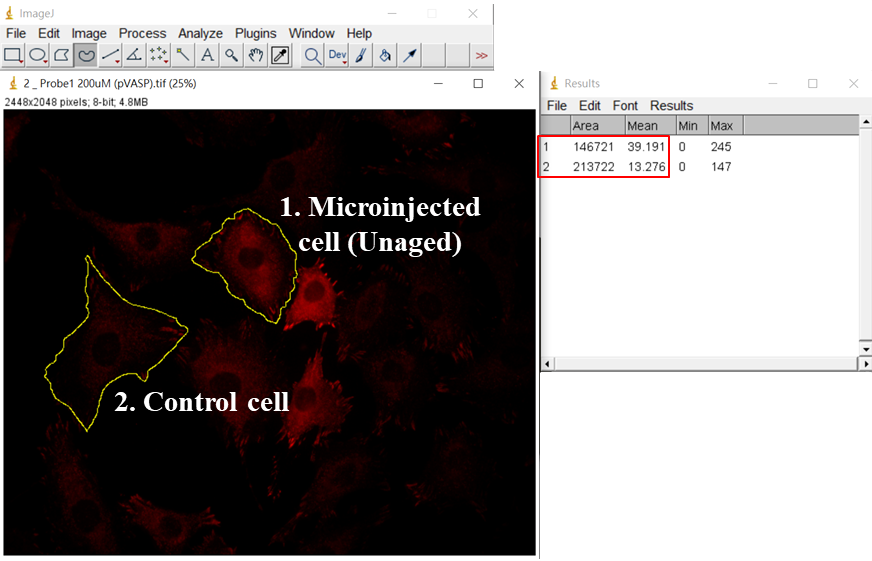 ImageJ
File Edit Image Process Analyze Plugins Window Help
A Dev >>
2 _ Probe1 200uM (pVASP).tif (25%)
2448x2048 pixels; 8-bit; 4.8MB
1. Microinjected
cell (Unaged)
2. Control cell
Results
File Edit Font Results
Area Mean Min Max
1 146721 39.191 0 245
2 213722 13.276 0 147